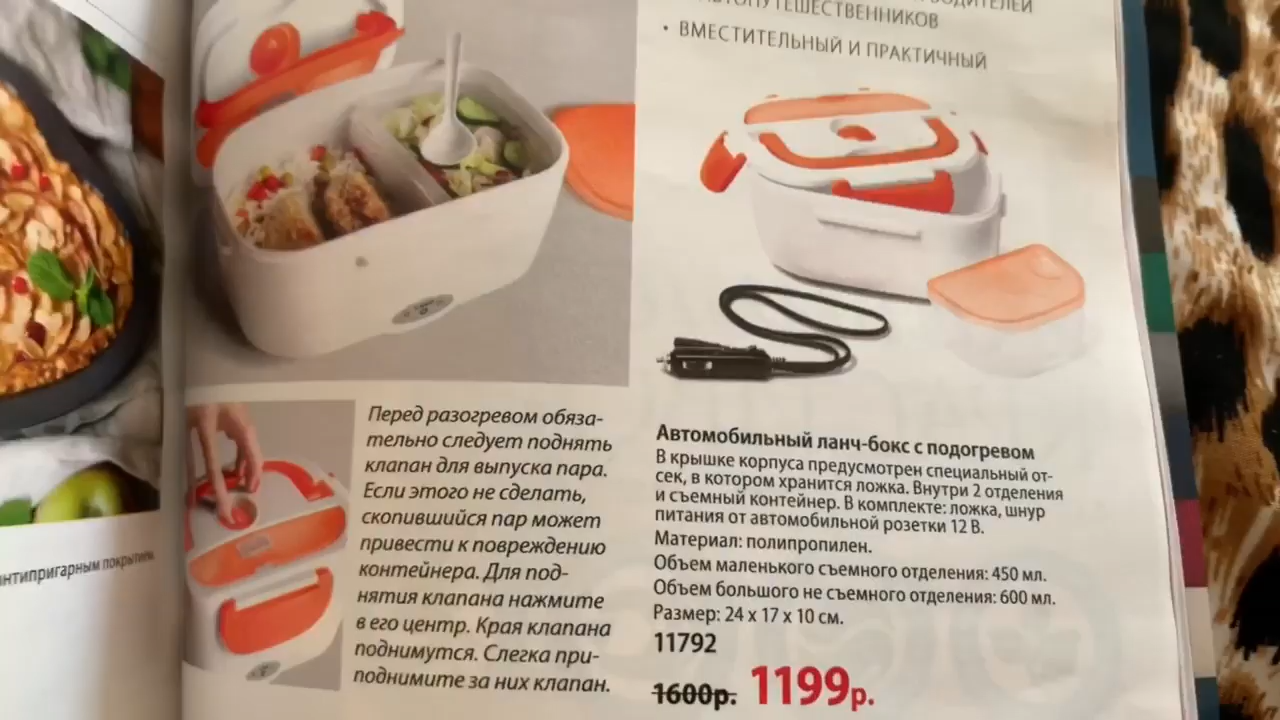 ВОДИТЕЛЕЙ
АВТОПУТЕШЕСТВЕННИКОВ
• ВМЕСТИТЕЛЬНЫЙ И ПРАКТИЧНЫЙ
антипригарным покрытием
Перед разогревом обяза-
тельно следует поднять
клапан для выпуска пара.
Если этого не сделать,
скопившийся пар может
привести к повреждению
контейнера. Для под-
нятия клапана нажмите
в его центр. Края клапана
поднимутся. Слегка при-
поднимите за них клапан.
Автомобильный ланч-бокс с подогревом
В крышке корпуса предусмотрен специальный от-
сек, в котором хранится ложка. Внутри 2 отделения
и съемный контейнер. В комплекте: ложка, шнур
питания от автомобильной розетки 12 В.
Материал: полипропилен.
Объем маленького съемного отделения: 450 мл.
Объем большого не съемного отделения: 600 мл.
Размер: 24 х 17 х 10 см.
11792
1600р. 1199р.